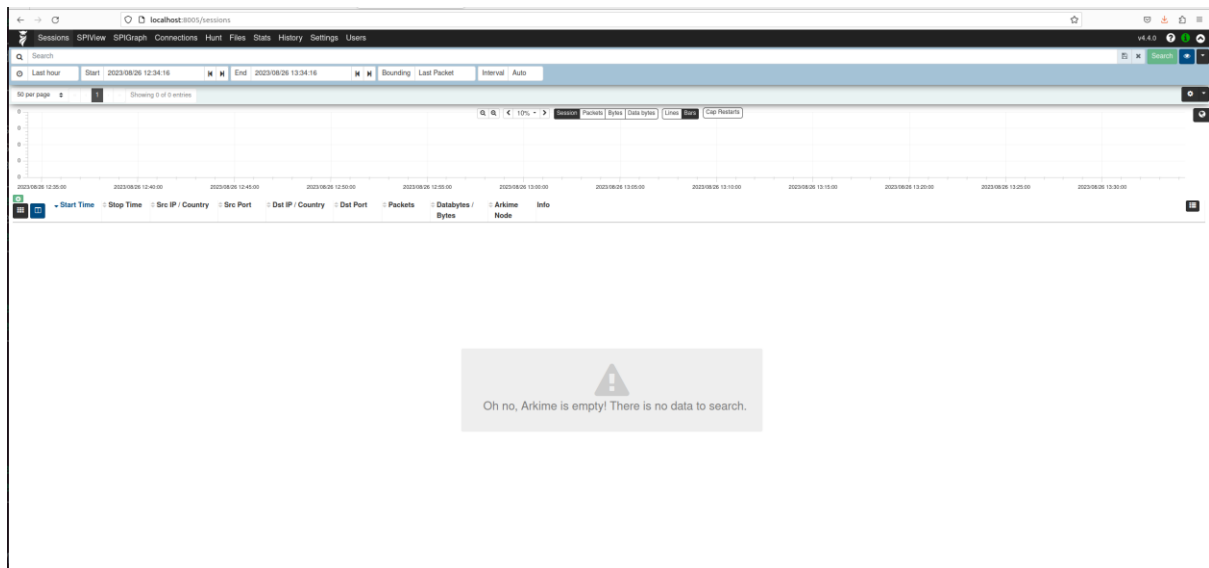 localhost:8005/sessions
Sessions SPIView SPIGraph Connections Hunt Files Stats History Settings Users v4.4.0
Search Search
Last hour Start 2023/08/26 12:34:16 End 2023/08/26 13:34:16 Bounding Last Packet Interval Auto
50 per page 1 Showing 0 of 0 entries
0 10% Session Packets Bytes Data bytes Lines Bars Cap Restarts
0
0
0
0
2023/08/26 12:35:00 2023/08/26 12:40:00 2023/08/26 12:45:00 2023/08/26 12:50:00 2023/08/26 12:55:00 2023/08/26 13:00:00 2023/08/26 13:05:00 2023/08/26 13:10:00 2023/08/26 13:15:00 2023/08/26 13:20:00 2023/08/26 13:25:00 2023/08/26 13:30:00
Start Time Stop Time Src IP / Country Src Port Dst IP / Country Dst Port Packets Databytes / Arkime Info
Bytes Node
Oh no, Arkime is empty! There is no data to search.